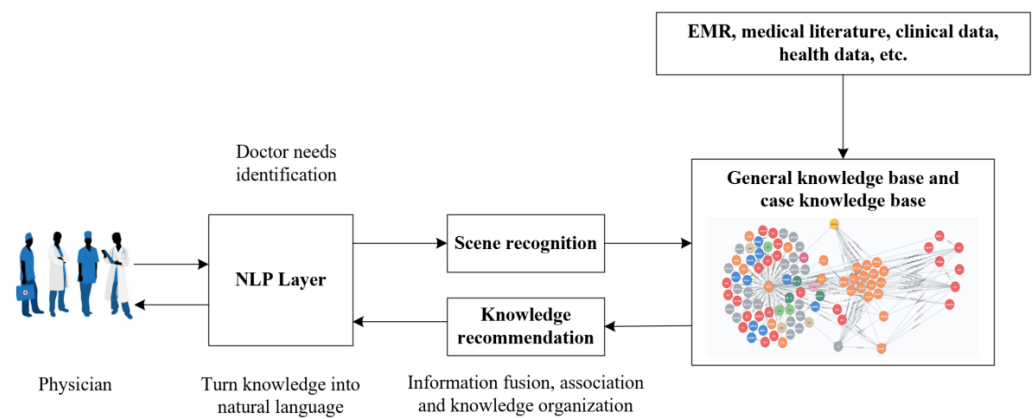 EMR, medical literature, clinical data,
health data, etc.
Doctor needs
identification
General knowledge base and
case knowledge base
NLP Layer
Scene recognition
Knowledge
recommendation
Physician
Turn knowledge into
natural language
Information fusion, association
and knowledge organization